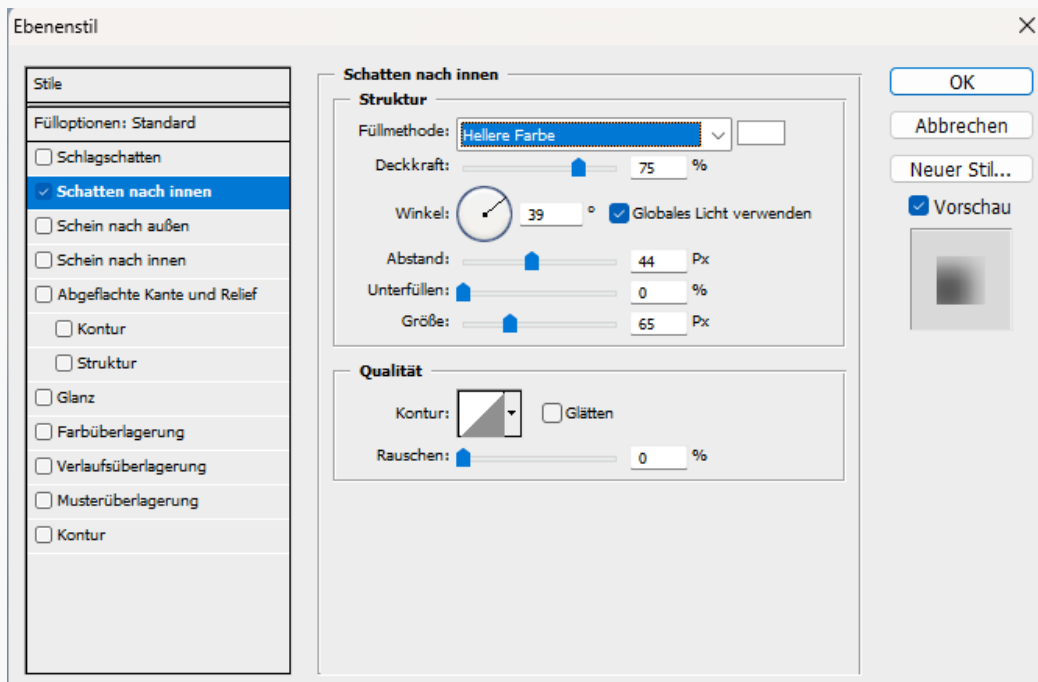 Ebenenstil
Stile
Fülloptionen: Standard
Schlagschatten
Schatten nach innen
Schein nach außen
Schein nach innen
Abgeflachte Kante und Relief
Kontur
Struktur
Glanz
Farbüberlagerung
Verlaufsüberlagerung
Musterüberlagerung
Kontur
Schatten nach innen
Struktur
Füllmethode: Hellere Farbe
Deckkraft: 75 %
Winkel: 39 ° Globales Licht verwenden
Abstand: 44 Px
Unterfüllen: 0 %
Größe: 65 Px
Qualität
Kontur: Glätten
Rauschen: 0 %
OK
Abbrechen
Neuer Stil...
Vorschau